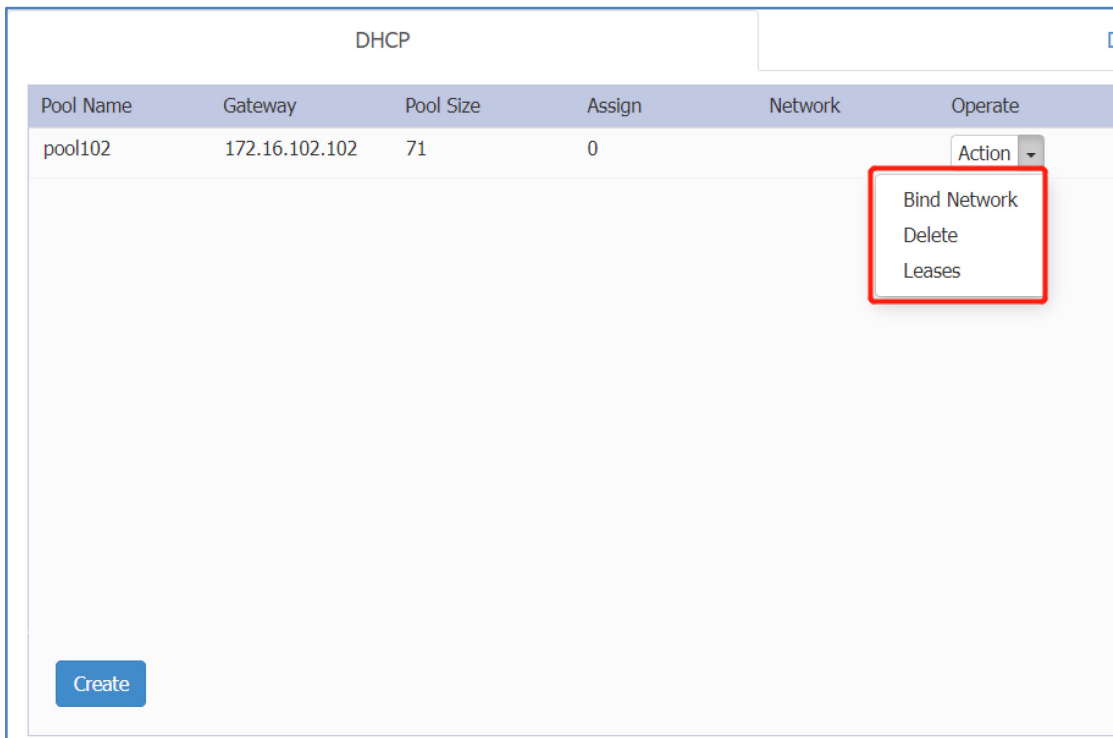 DHCP
Pool Name Gateway Pool Size Assign Network Operate
pool102 172.16.102.102 71 0 Action
Bind Network
Delete
Leases
Create